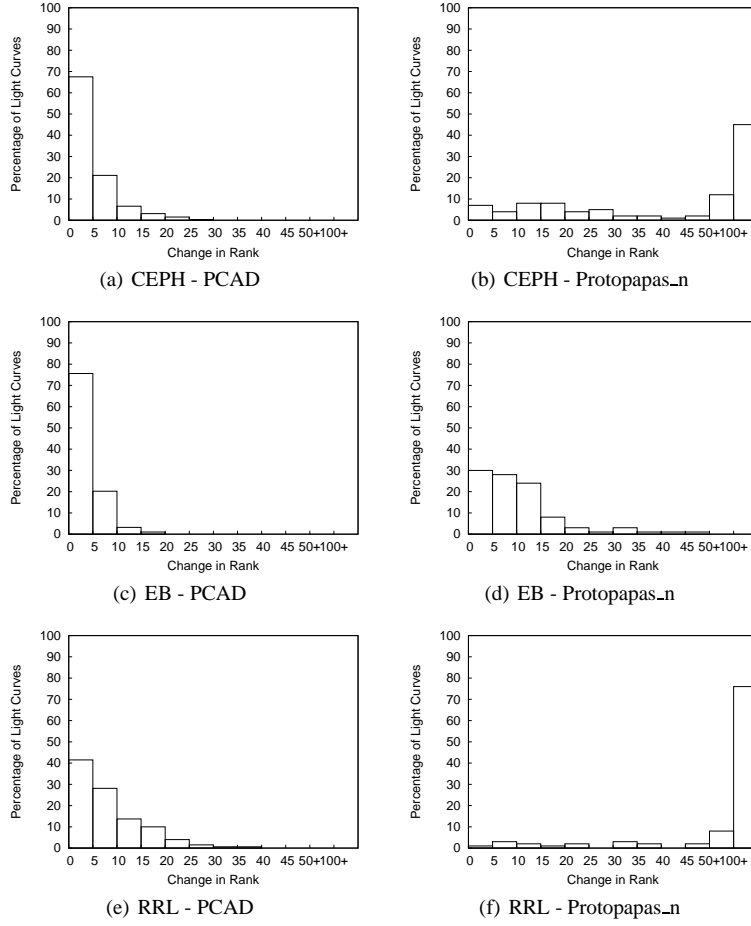 100
90
80
70
60
50
40
30
20
10
0
Percentage of Light Curves
0 5 10 15 20 25 30 35 40 45 50+100+
Change in Rank
(a) CEPH - PCAD
100
90
80
70
60
50
40
30
20
10
0
Percentage of Light Curves
0 5 10 15 20 25 30 35 40 45 50+100+
Change in Rank
(b) CEPH - Protopapas_n
100
90
80
70
60
50
40
30
20
10
0
Percentage of Light Curves
0 5 10 15 20 25 30 35 40 45 50+100+
Change in Rank
(c) EB - PCAD
100
90
80
70
60
50
40
30
20
10
0
Percentage of Light Curves
0 5 10 15 20 25 30 35 40 45 50+100+
Change in Rank
(d) EB - Protopapas_n
100
90
80
70
60
50
40
30
20
10
0
Percentage of Light Curves
0 5 10 15 20 25 30 35 40 45 50+100+
Change in Rank
(e) RRL - PCAD
100
90
80
70
60
50
40
30
20
10
0
Percentage of Light Curves
0 5 10 15 20 25 30 35 40 45 50+100+
Change in Rank
(f) RRL - Protopapas_n